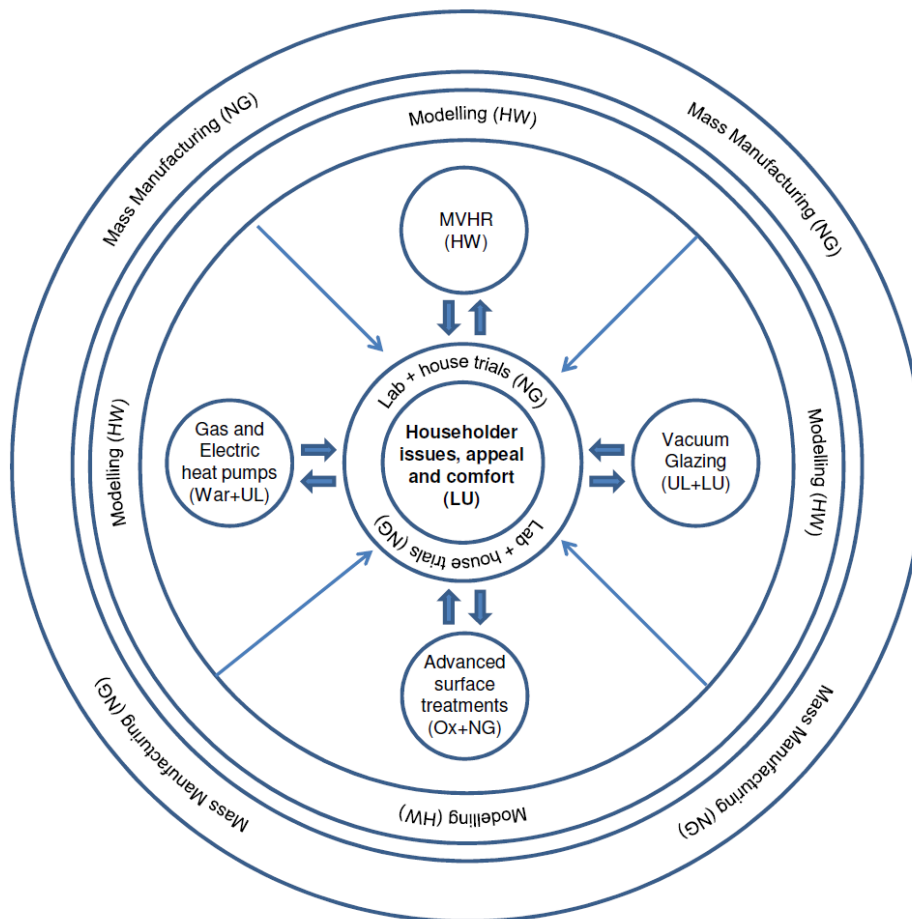 Mass Manufacturing (NG)
Mass Manufacturing (NG)
Modelling (HW)
MVHR
(HW)
Lab + house trials (NG)
Modelling (HW)
Gas and
Electric
heat pumps
(War+UL)
Householder
issues, appeal
and comfort
(LU)
Vacuum
Glazing
(UL+LU)
Modelling (HW)
Lab + house trials (NG)
Advanced
surface
treatments
(Ox+NG)
Mass Manufacturing (NG)
Mass Manufacturing (NG)
Modelling (HW)